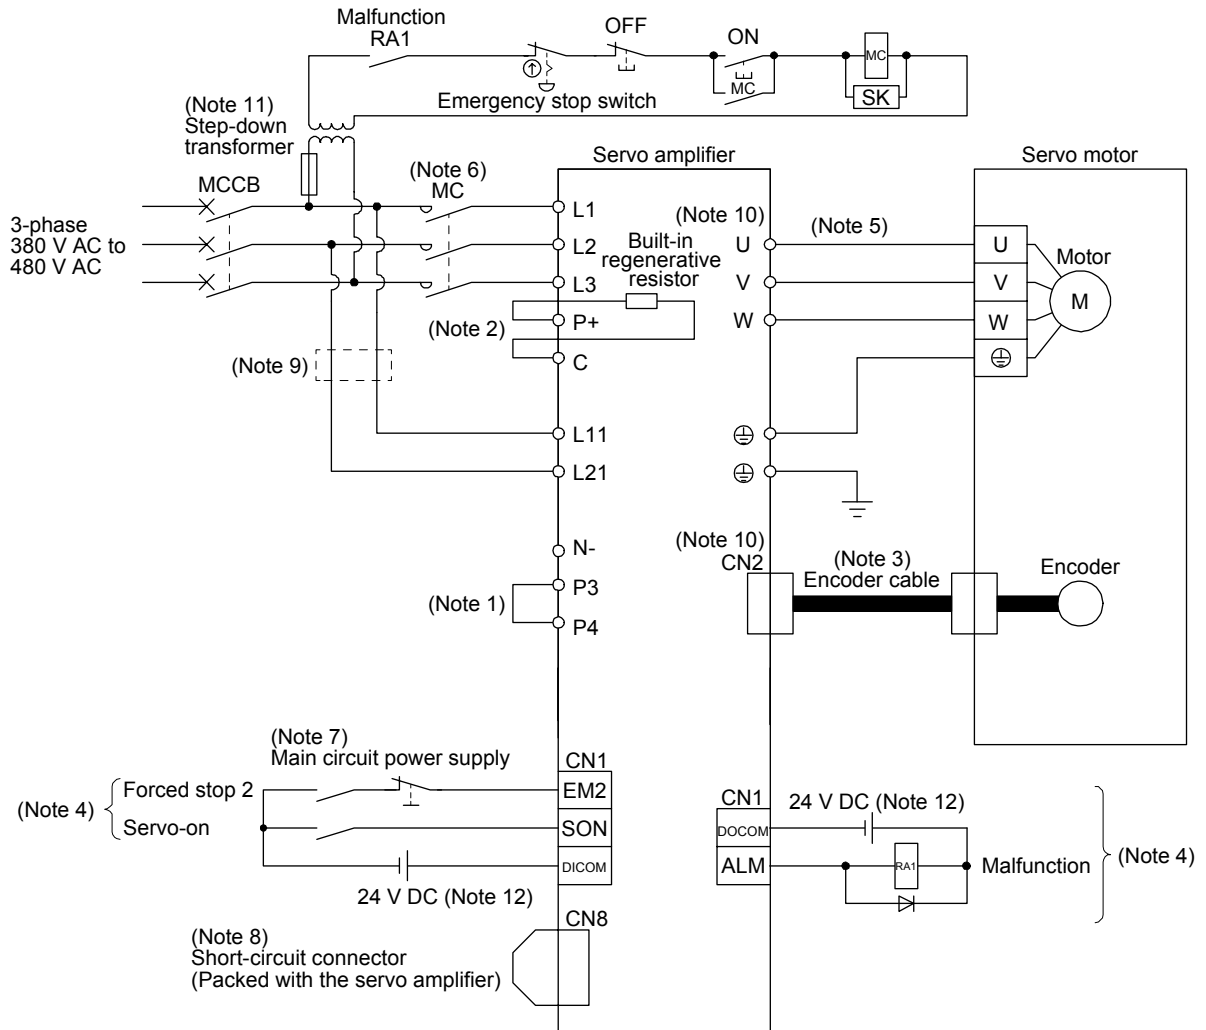 Malfunction
RA1
OFF
ON
MC
MC
SK
Emergency stop switch
(Note 11)
Step-down
transformer
MCCB
(Note 6)
MC
Servo amplifier
Servo motor
3-phase
380 V AC to
480 V AC
L1
L2
L3
P+
C
(Note 2)
(Note 9)
Built-in
regenerative
resistor
(Note 10)
U
V
W
(Note 5)
U
V
W
Motor
M
L11
L21
N-
P3
P4
(Note 1)
(Note 10)
CN2
(Note 3)
Encoder cable
Encoder
(Note 7)
Main circuit power supply
CN1
(Note 4)
Forced stop 2
Servo-on
EM2
SON
DICOM
24 V DC (Note 12)
CN1
24 V DC (Note 12)
DOCOM
ALM
RA1
Malfunction
(Note 4)
CN8
(Note 8)
Short-circuit connector
(Packed with the servo amplifier)